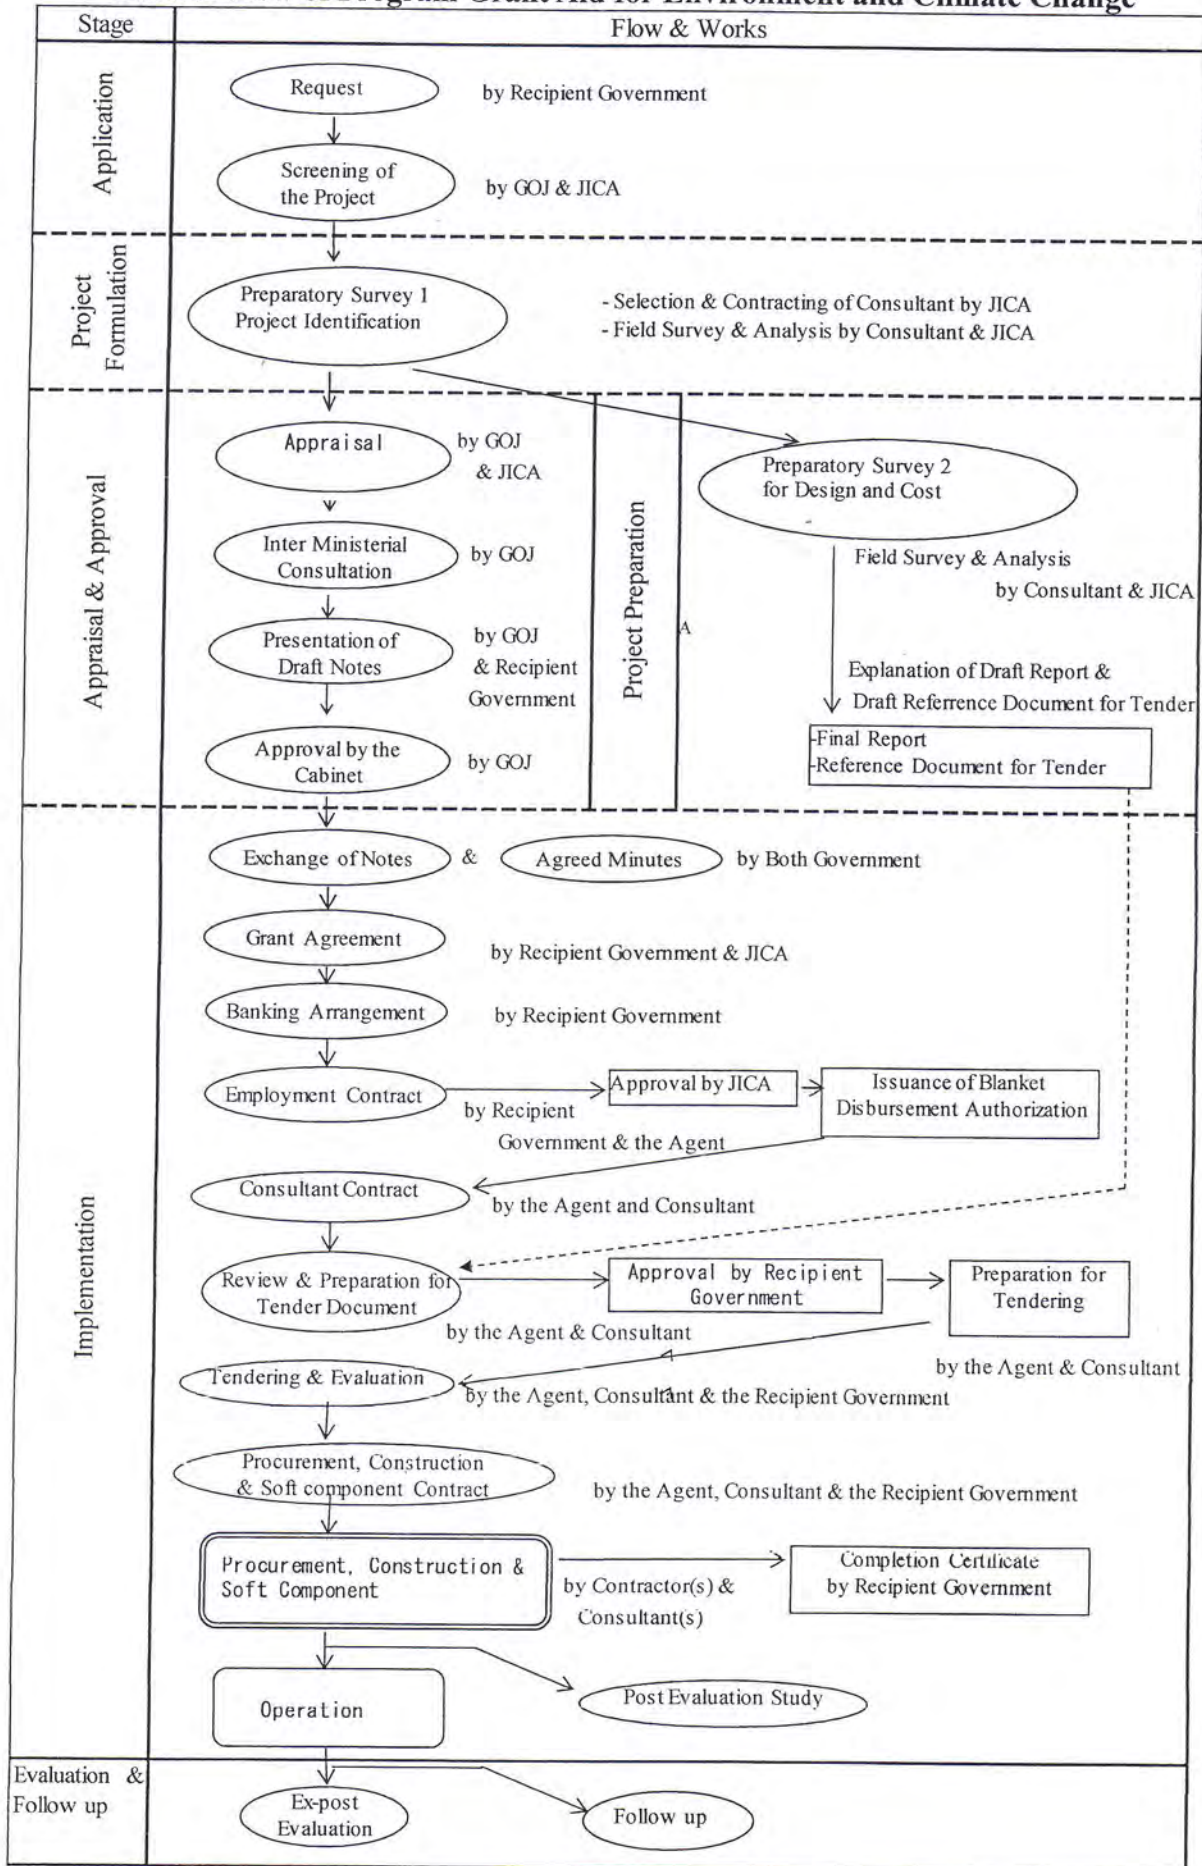 Program Grant Aid for Environment and Climate Change
Stage
Flow & Works
Application
Request
by Recipient Government
Screening of
the Project
by GOJ & JICA
Project
Formulation
Preparatory Survey 1
Project Identification
- Selection & Contracting of Consultant by JICA
- Field Survey & Analysis by Consultant & JICA
Appraisal & Approval
Appraisal
by GOJ
& JICA
Inter Ministerial
Consultation
by GOJ
Presentation of
Draft Notes
by GOJ
& Recipient
Government
Approval by the
Cabinet
by GOJ
Project Preparation
A
Preparatory Survey 2
for Design and Cost
Field Survey & Analysis
by Consultant & JICA
Explanation of Draft Report &
Draft Referrence Document for Tender
-Final Report
-Reference Document for Tender
Implementation
Exchange of Notes
&
Agreed Minutes
by Both Government
Grant Agreement
by Recipient Government & JICA
Banking Arrangement
by Recipient Government
Employment Contract
by Recipient
Government & the Agent
Approval by JICA
Issuance of Blanket
Disbursement Authorization
Consultant Contract
by the Agent and Consultant
Review & Preparation for
Tender Document
by the Agent & Consultant
Approval by Recipient
Government
Preparation for
Tendering
by the Agent & Consultant
Tendering & Evaluation
by the Agent, Consultant & the Recipient Government
Procurement, Construction
& Soft component Contract
by the Agent, Consultant & the Recipient Government
Procurement, Construction &
Soft Component
by Contractor(s) &
Consultant(s)
Completion Certificate
by Recipient Government
Operation
Post Evaluation Study
Evaluation &
Follow up
Ex-post
Evaluation
Follow up